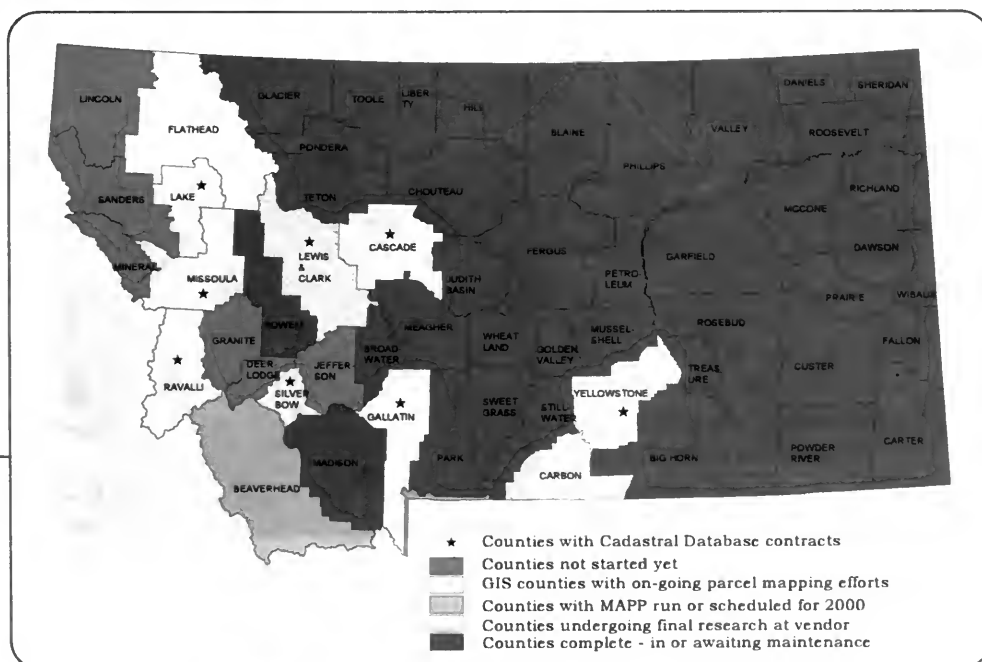 LINCOLN
FLATHEAD
GLACIER
TOOLE
LIBER
TY
HILL
BLAINE
PHILLIPS
VALLEY
DANIELS
SHERIDAN
ROOSEVELT
PONDERA
TETON
CHOUTEAU
RICHLAND
MCCONE
SANDERS
LAKE
MINERAL
MISSOULA
LEWIS
&
CLARK
CASCADE
JUDITH
BASIN
FERGUS
PETRO
LEUM
GARFIELD
DAWSON
PRAIRIE
WIBAUX
GRANITE
POWELL
MEAGHER
BROAD
WATER
WHEAT
LAND
GOLDEN
VALLEY
MUSSEL
SHELL
ROSEBUD
FALLON
RAVALLI
DEER
LODGE
JEFFER
SON
SILVER
BOW
GALLATIN
SWEET
GRASS
STILL
WATER
YELLOWSTONE
TREAS
URE
CUSTER
BEAVERHEAD
MADISON
PARK
CARBON
BIG HORN
POWDER
RIVER
CARTER
Counties with Cadastral Database contracts
Counties not started yet
GIS counties with on-going parcel mapping efforts
Counties with MAPP run or scheduled for 2000
Counties undergoing final research at vendor
Counties complete - in or awaiting maintenance